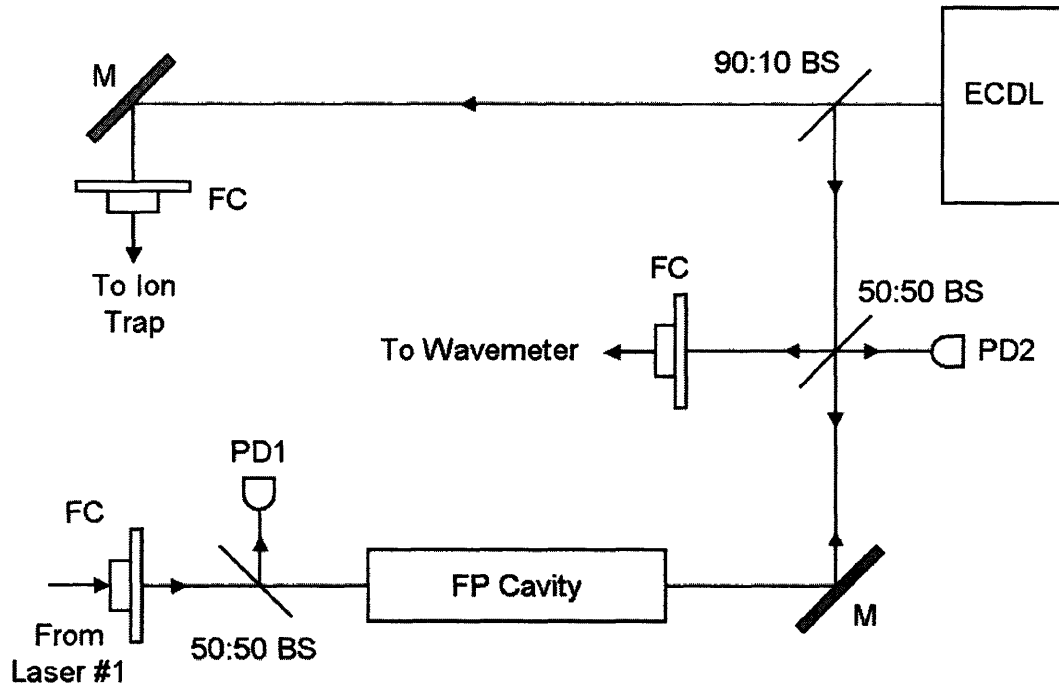 M
90:10 BS
ECDL
FC
To Ion
Trap
FC
50:50 BS
To Wavemeter
PD2
PD1
FC
FP Cavity
M
From
Laser #1
50:50 BS